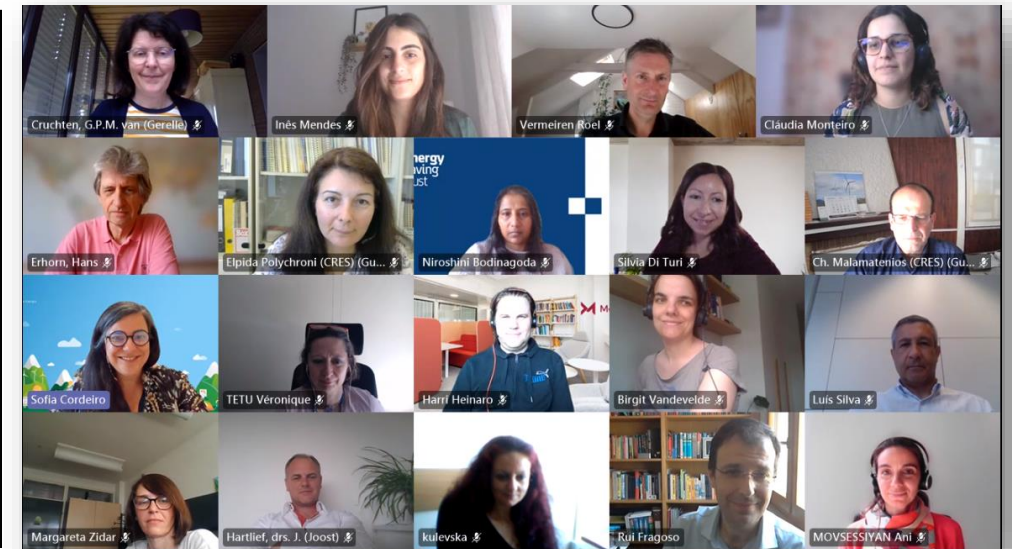 Cruchten, G.P.M. van (Gerelle)
Inês Mendes
Vermeiren Roel
Cláudia Monteiro
Erhorn, Hans
Elpida Polychroni (CRES) (Gu...
nergy
aving
ust
Niroshini Bodinagoda
Silvia Di Turi
Ch. Malamatenios (CRES) (Gu...
Sofia Cordeiro
TETU Véronique
Harri Heinaro
Birgit Vandevelde
Luís Silva
Margareta Zidar
Hartlief, drs. J. (Joost)
kulevska
Rui Fragoso
MOVSESSIYAN Ani